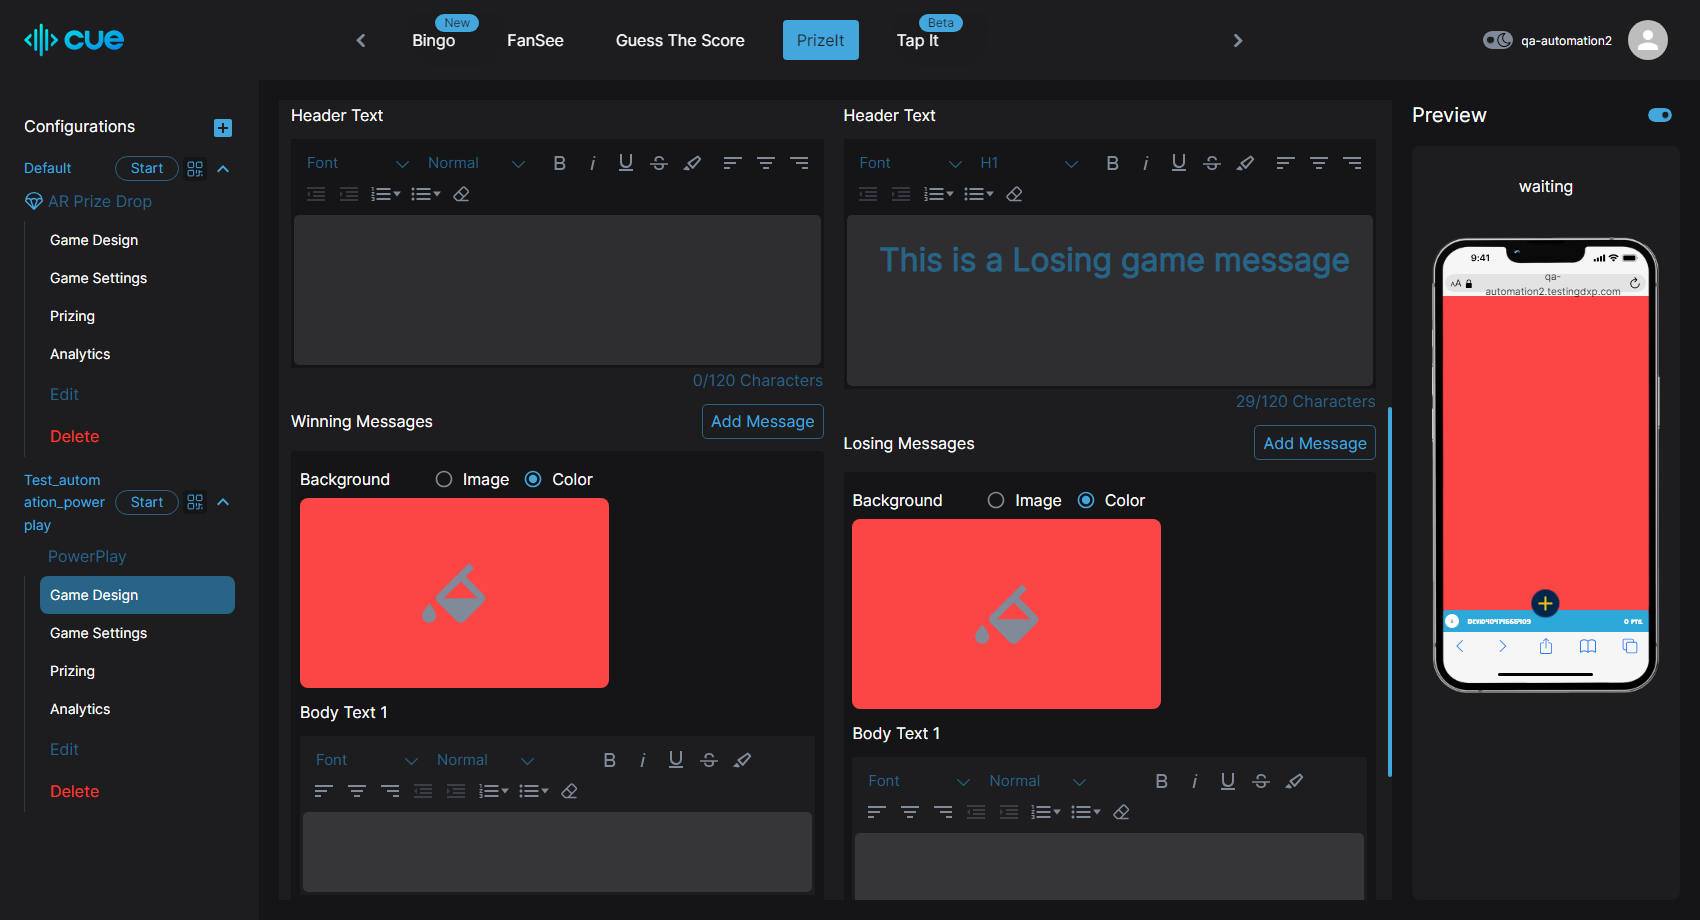 cue
New
Bingo
FanSee
Guess The Score
PrizeIt
Beta
Tap It
qa-automation2
Configurations
Default
Start
AR Prize Drop
Game Design
Game Settings
Prizing
Analytics
Edit
Delete
Test_autom
ation_power
play
Start
PowerPlay
Game Design
Game Settings
Prizing
Analytics
Edit
Delete
Header Text
Font
Normal
0/120 Characters
Winning Messages
Add Message
Background
Image
Color
Body Text 1
Font
Normal
Header Text
Font
H1
This is a Losing game message
29/120 Characters
Losing Messages
Add Message
Background
Image
Color
Body Text 1
Font
Normal
Preview
waiting
9:41
AA
qa-
automation2.testingdxp.com
0 PTS.